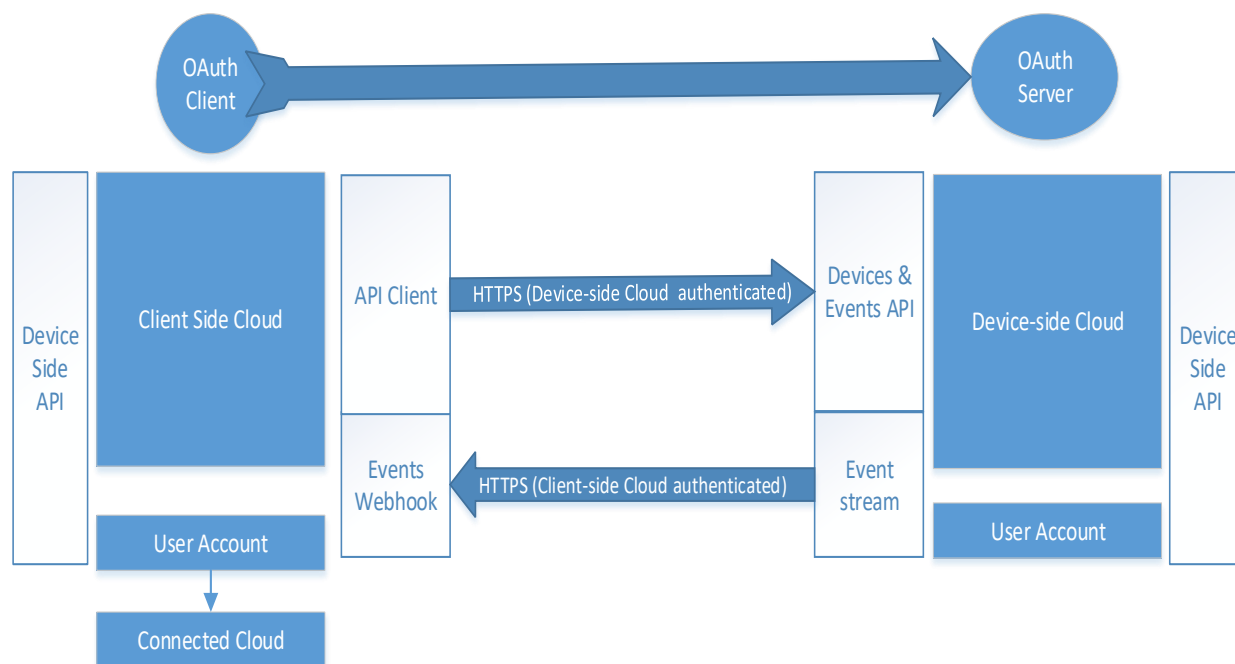 OAuth
Client
OAuth
Server
Device
Side
API
Client Side Cloud
API Client
HTTPS (Device-side Cloud authenticated)
Devices &
Events API
Device-side Cloud
Device
Side
API
Events
Webhook
HTTPS (Client-side Cloud authenticated)
Event
stream
User Account
User Account
Connected Cloud